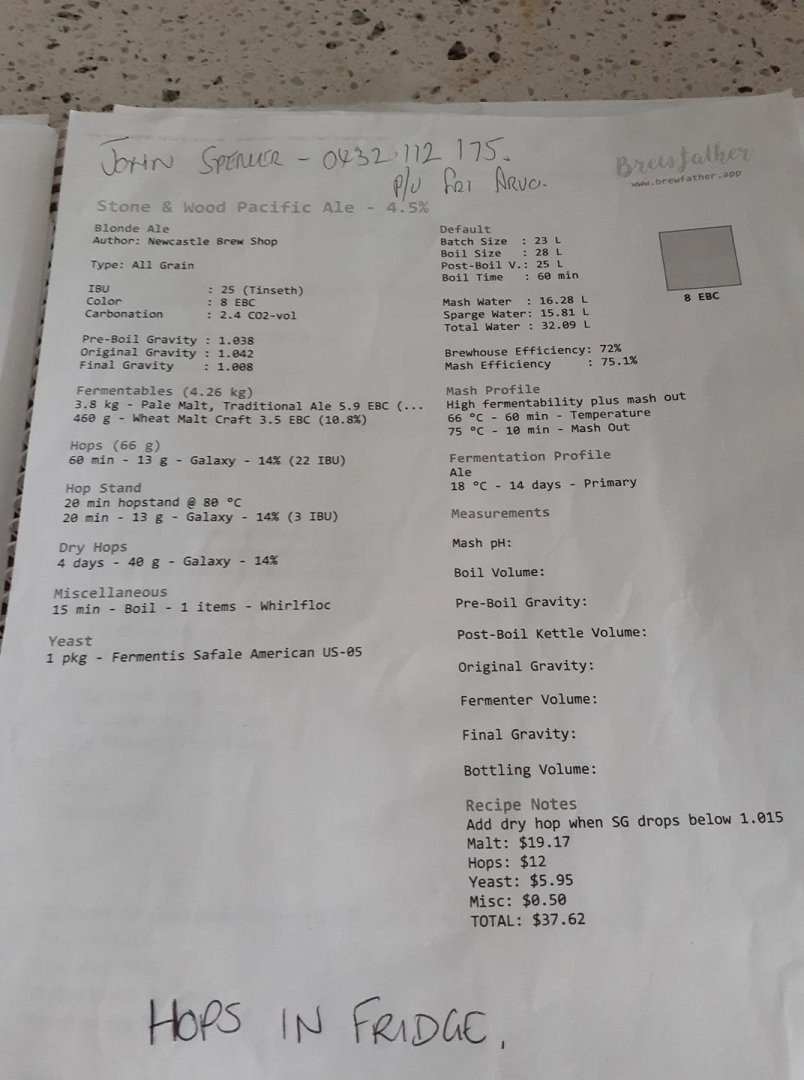 JOHN SPENCER - 0432 112 175.
P/U FRI ARVO.
Brewfather
www.brewfather.app
Stone & Wood Pacific Ale - 4.5%
Blonde Ale
Author: Newcastle Brew Shop
Type: All Grain
IBU : 25 (Tinseth)
Color : 8 EBC
Carbonation : 2.4 CO2-vol
Pre-Boil Gravity : 1.038
Original Gravity : 1.042
Final Gravity : 1.008
Fermentables (4.26 kg)
3.8 kg - Pale Malt, Traditional Ale 5.9 EBC (...
460 g - Wheat Malt Craft 3.5 EBC (10.8%)
Hops (66 g)
60 min - 13 g - Galaxy - 14% (22 IBU)
Hop Stand
20 min hopstand @ 80 °C
20 min - 13 g - Galaxy - 14% (3 IBU)
Dry Hops
4 days - 40 g - Galaxy - 14%
Miscellaneous
15 min - Boil - 1 items - Whirlfloc
Yeast
1 pkg - Fermentis Safale American US-05
Default
Batch Size : 23 L
Boil Size : 28 L
Post-Boil V.: 25 L
Boil Time : 60 min
Mash Water : 16.28 L
Sparge Water: 15.81 L
Total Water : 32.09 L
Brewhouse Efficiency: 72%
Mash Efficiency : 75.1%
8 EBC
Mash Profile
High fermentability plus mash out
66 °C - 60 min - Temperature
75 °C - 10 min - Mash Out
Fermentation Profile
Ale
18 °C - 14 days - Primary
Measurements
Mash pH:
Boil Volume:
Pre-Boil Gravity:
Post-Boil Kettle Volume:
Original Gravity:
Fermenter Volume:
Final Gravity:
Bottling Volume:
Recipe Notes
Add dry hop when SG drops below 1.015
Malt: $19.17
Hops: $12
Yeast: $5.95
Misc: $0.50
TOTAL: $37.62
HOPS IN FRIDGE.